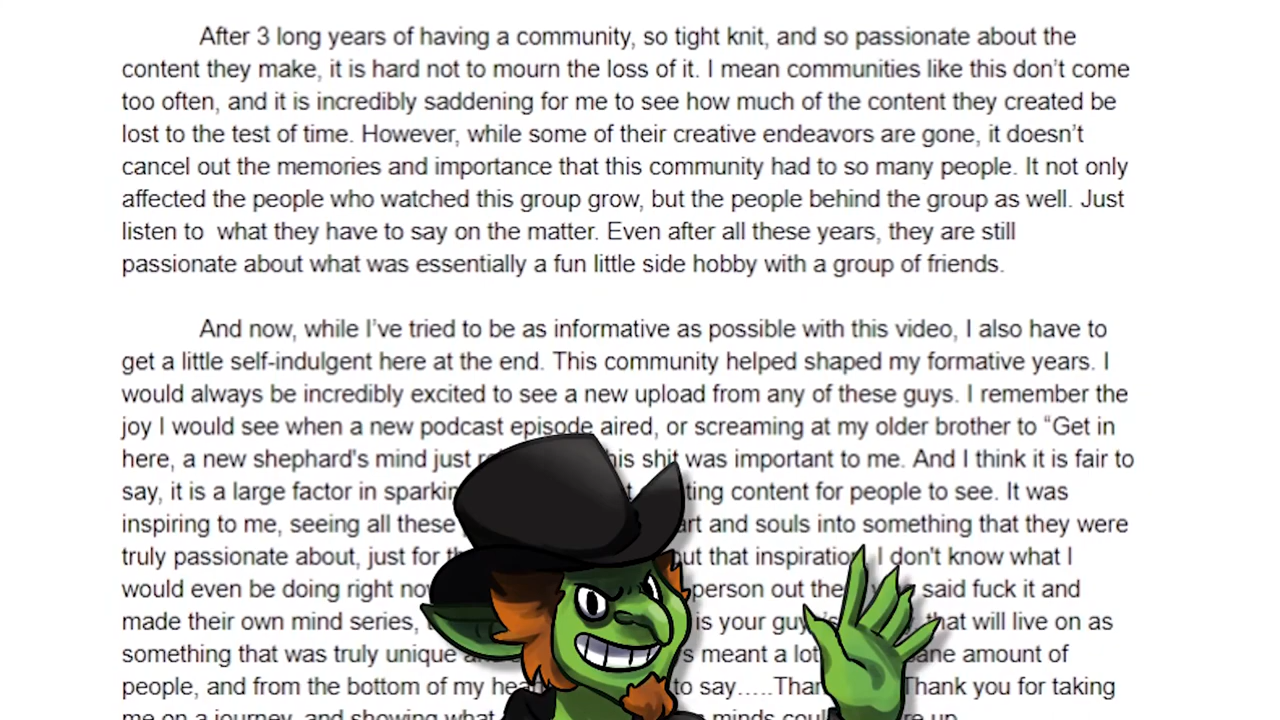 After 3 long years of having a community, so tight knit, and so passionate about the
content they make, it is hard not to mourn the loss of it. I mean communities like this don't come
too often, and it is incredibly saddening for me to see how much of the content they created be
lost to the test of time. However, while some of their creative endeavors are gone, it doesn't
cancel out the memories and importance that this community had to so many people. It not only
affected the people who watched this group grow, but the people behind the group as well. Just
listen to what they have to say on the matter. Even after all these years, they are still
passionate about what was essentially a fun little side hobby with a group of friends.
And now, while I've tried to be as informative as possible with this video, I also have to
get a little self-indulgent here at the end. This community helped shaped my formative years. I
would always be incredibly excited to see a new upload from any of these guys. I remember the
joy I would see when a new podcast episode aired, or screaming at my older brother to “Get in
here, a new shephard's mind just shit was important to me. And I think it is fair to
say, it is a large factor in content for people to see. It was
inspiring to me, seeing all these and souls into something that they were
truly passionate about, just for that inspiration, I don't know what I
would even be doing right person out said fuck it and
made their own mind series, is your that will live on as
something that was truly unique meant a amount of
people, and from the bottom of my to say..... Thank you for taking
me on a journey, and showing what minds